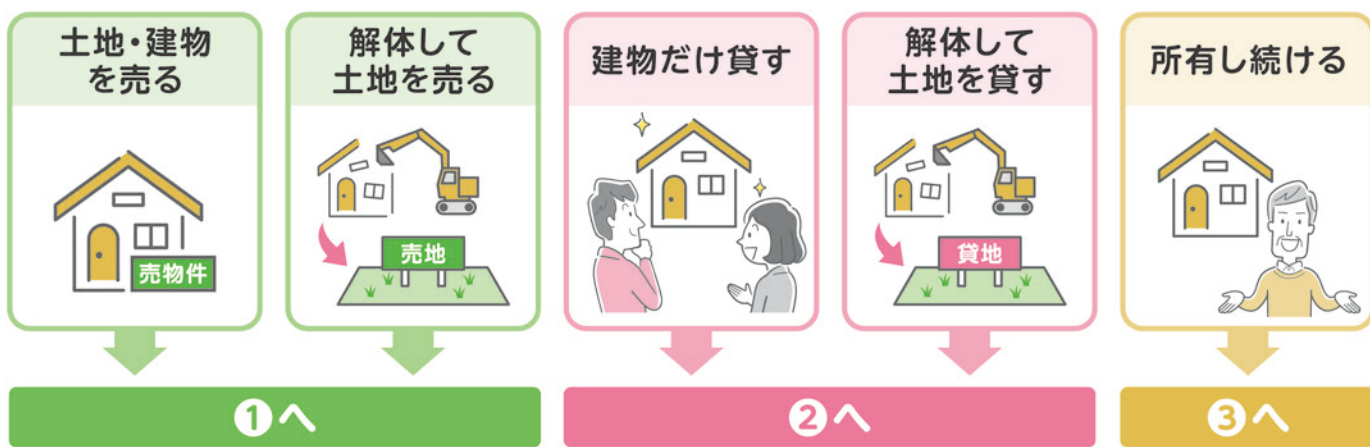 土地・建物
を売る
解体して
土地を売る
建物だけ貸す
解体して
土地を貸す
所有し続ける
売物件
売地
貸地
❶へ
❷へ
❸へ